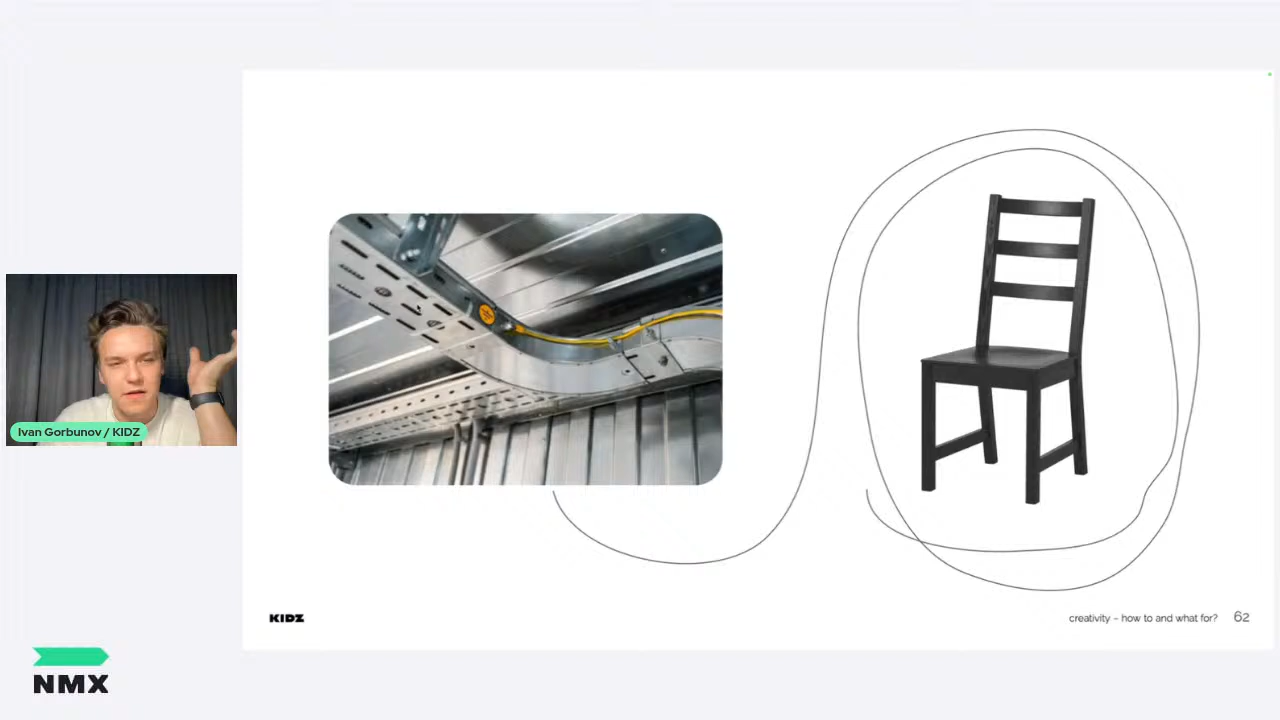 Ivan Gorbunov / KIDZ
KIDZ
creativity – how to and what for? 62
NMX